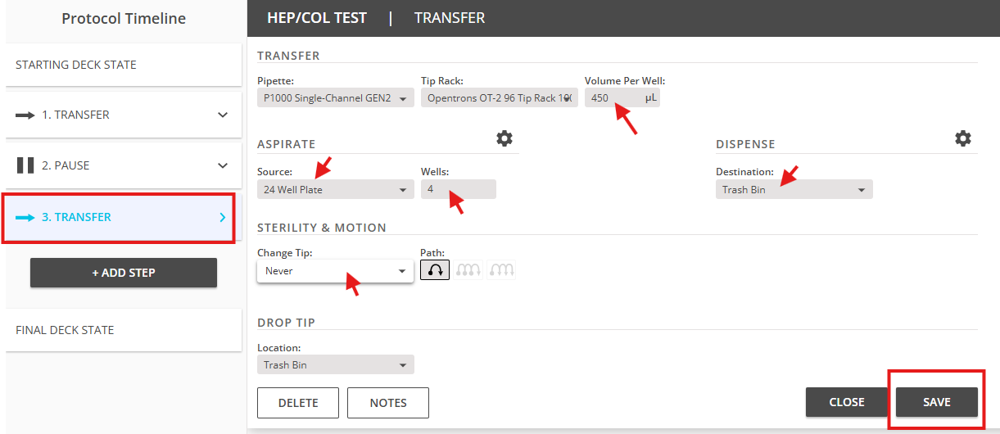 Protocol Timeline
STARTING DECK STATE
1. TRANSFER
2. PAUSE
3. TRANSFER
+ ADD STEP
FINAL DECK STATE
HEP/COL TEST | TRANSFER
TRANSFER
Pipette: Tip Rack: Volume Per Well:
P1000 Single-Channel GEN2 Opentrons OT-2 96 Tip Rack 450 µL
ASPIRATE DISPENSE
Source: Wells: Destination:
24 Well Plate 4 Trash Bin
STERILITY & MOTION
Change Tip: Path:
Never
DROP TIP
Location:
Trash Bin
DELETE NOTES CLOSE SAVE